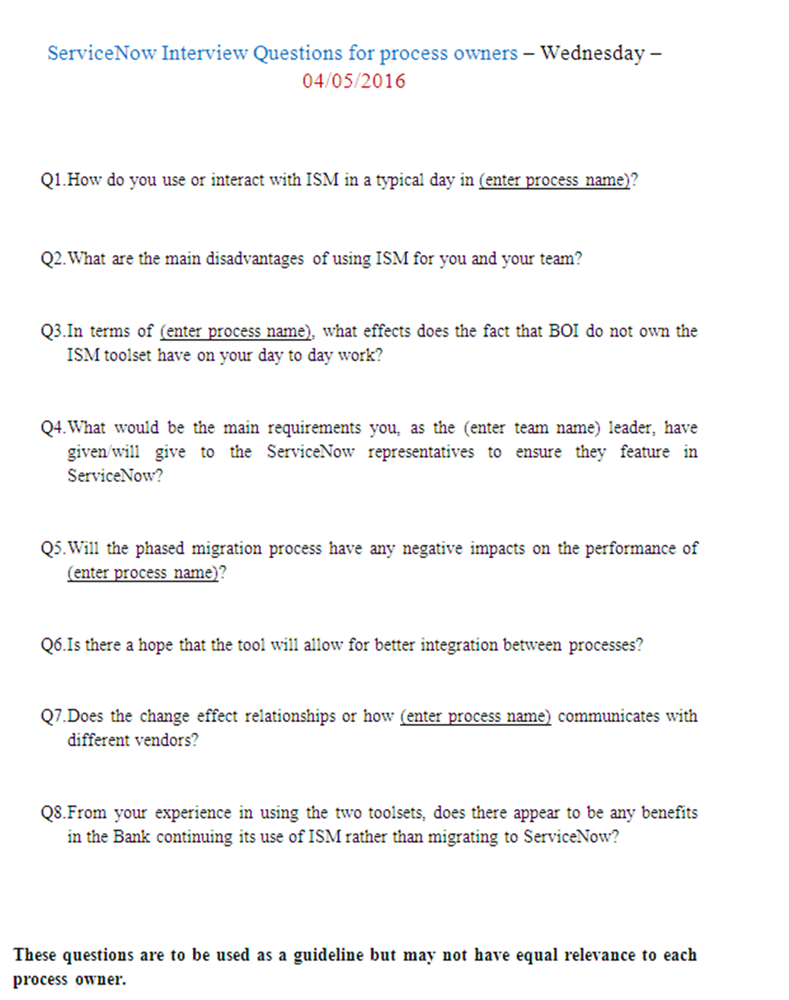 ServiceNow Interview Questions for process owners – Wednesday –
04/05/2016
Q1.How do you use or interact with ISM in a typical day in (enter process name)?
Q2.What are the main disadvantages of using ISM for you and your team?
Q3.In terms of (enter process name), what effects does the fact that BOI do not own the
ISM toolset have on your day to day work?
Q4.What would be the main requirements you, as the (enter team name) leader, have
given/will give to the ServiceNow representatives to ensure they feature in
ServiceNow?
Q5.Will the phased migration process have any negative impacts on the performance of
(enter process name)?
Q6.Is there a hope that the tool will allow for better integration between processes?
Q7.Does the change effect relationships or how (enter process name) communicates with
different vendors?
Q8.From your experience in using the two toolsets, does there appear to be any benefits
in the Bank continuing its use of ISM rather than migrating to ServiceNow?
These questions are to be used as a guideline but may not have equal relevance to each
process owner.